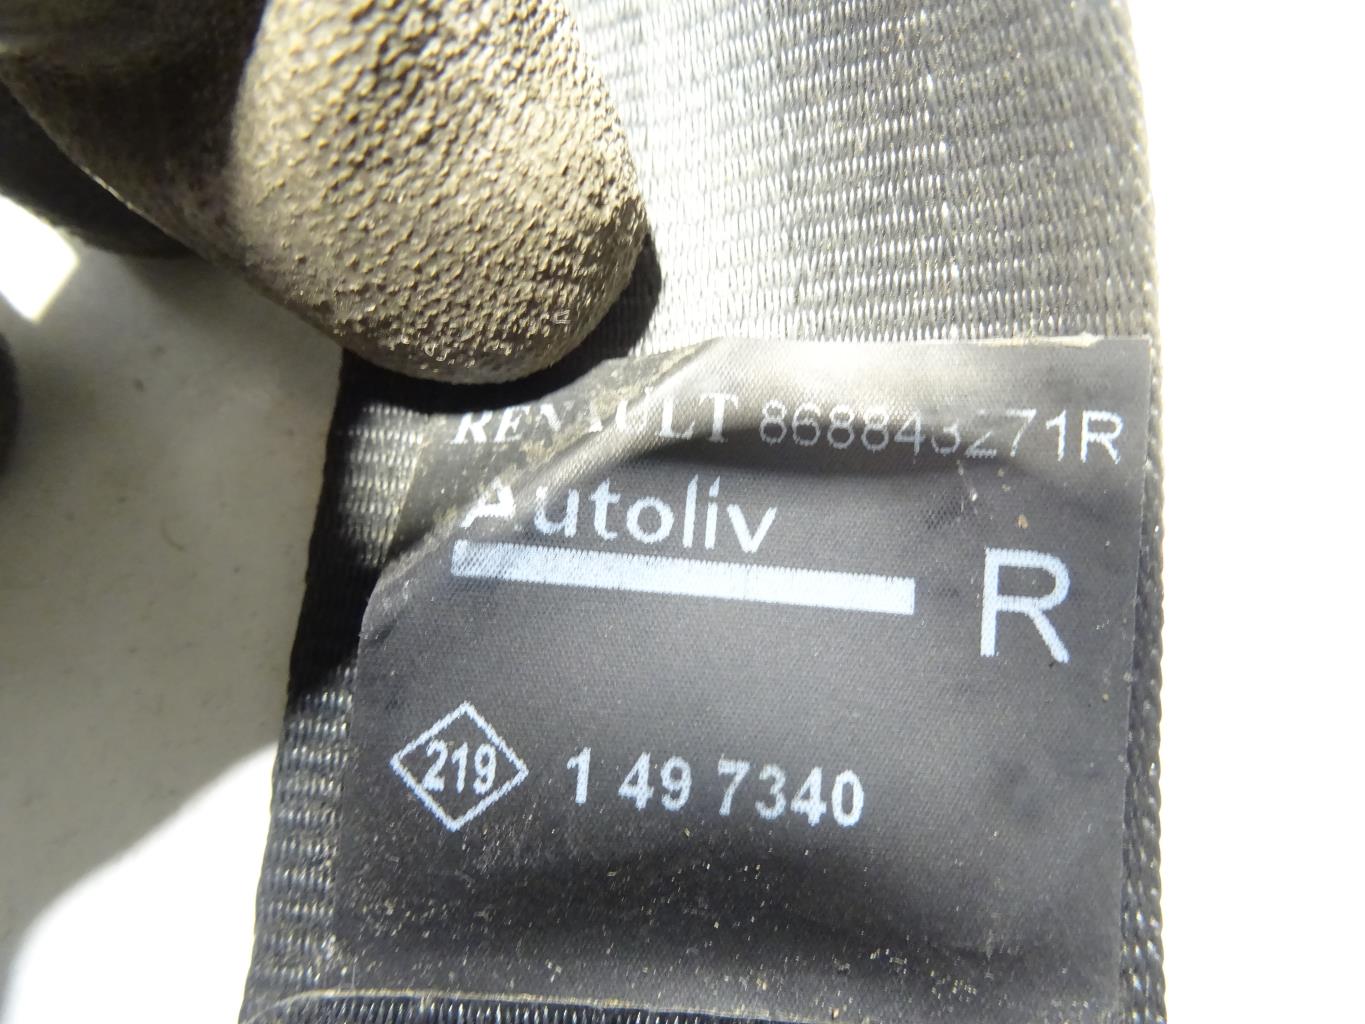 RENAULT 868843271R
Autoliv
R
219 1 49 7340